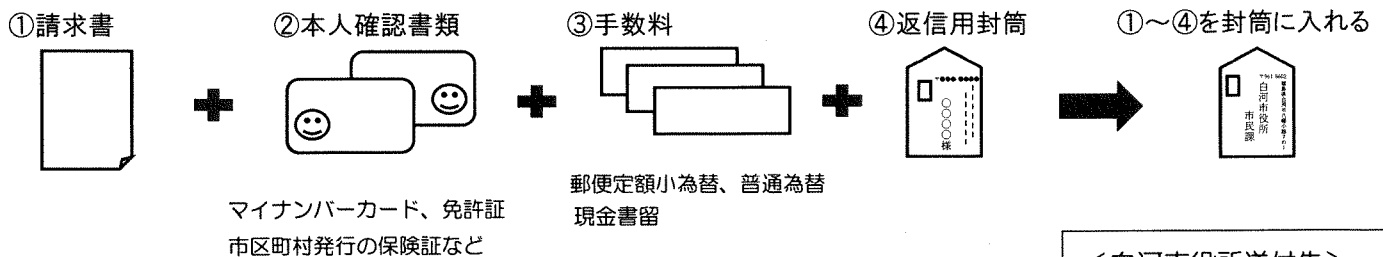 ①請求書
②本人確認書類
③手数料
④返信用封筒
①～④を封筒に入れる
マイナンバーカード、免許証
市区町村発行の保険証など
郵便定額小為替、普通為替
現金書留
〒●●● ●●●●
○○○○様
白河市役所
市民課